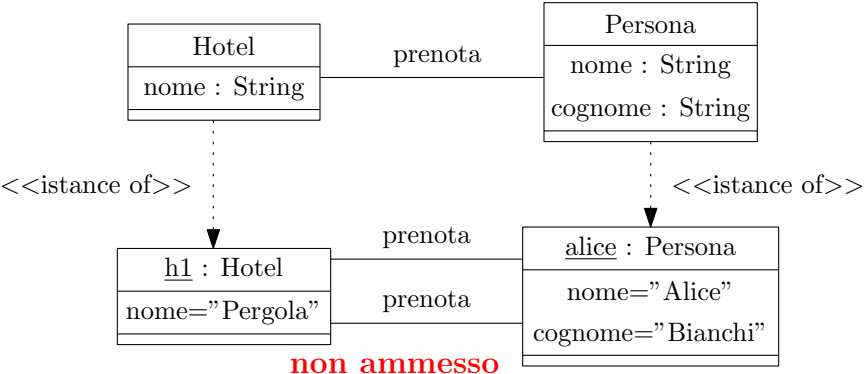 Hotel
nome : String
prenota
Persona
nome : String
cognome : String
<<istance of>>
<<istance of>>
h1 : Hotel
nome=”Pergola”
prenota
prenota
alice : Persona
nome=”Alice”
cognome=”Bianchi”
non ammesso